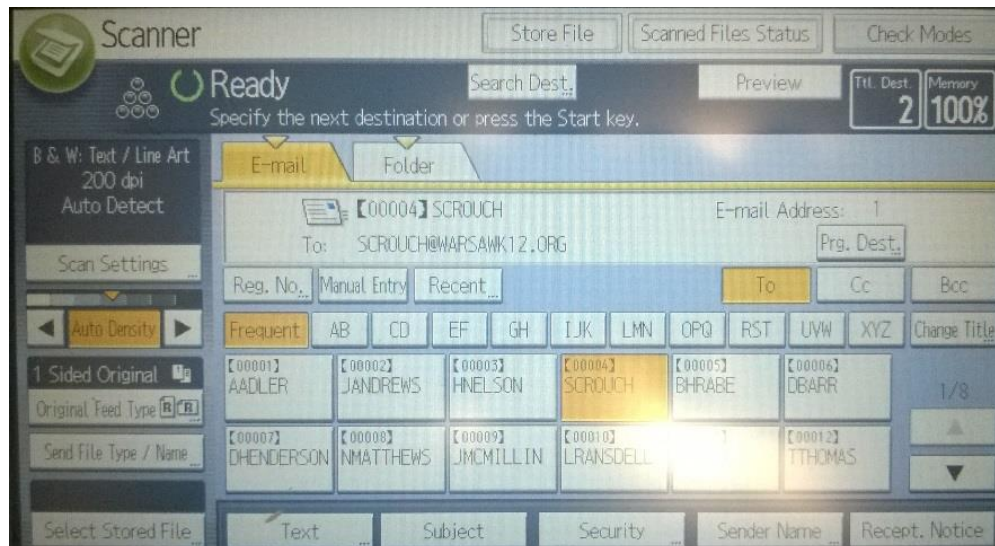 Scanner
Store File
Scanned Files Status
Check Modes
Ready
Search Dest.
Preview
Ttl. Dest.
2
Memory
100%
Specify the next destination or press the Start key.
B & W: Text / Line Art
200 dpi
Auto Detect
Scan Settings
Auto Density
1 Sided Original
Original Feed Type
Send File Type / Name
Select Stored File
E-mail
Folder
【00004】SCROUCH
E-mail Address: 1
To: SCROUCH@WARSAWK12.ORG
Prg. Dest.
Reg. No.
Manual Entry
Recent
To
Cc
Bcc
Frequent
AB
CD
EF
GH
IJK
LMN
OPQ
RST
UVW
XYZ
Change Title
【00001】
AADLER
【00002】
JANDREWS
【00003】
HNELSON
【00004】
SCROUCH
【00005】
BHRABE
【00006】
DBARR
1/8
【00007】
DHENDERSON
【00008】
NMATTHEWS
【00009】
JMCMILLIN
【00010】
LRANSDELL
【00012】
TTHOMAS
Text
Subject
Security
Sender Name
Recept. Notice